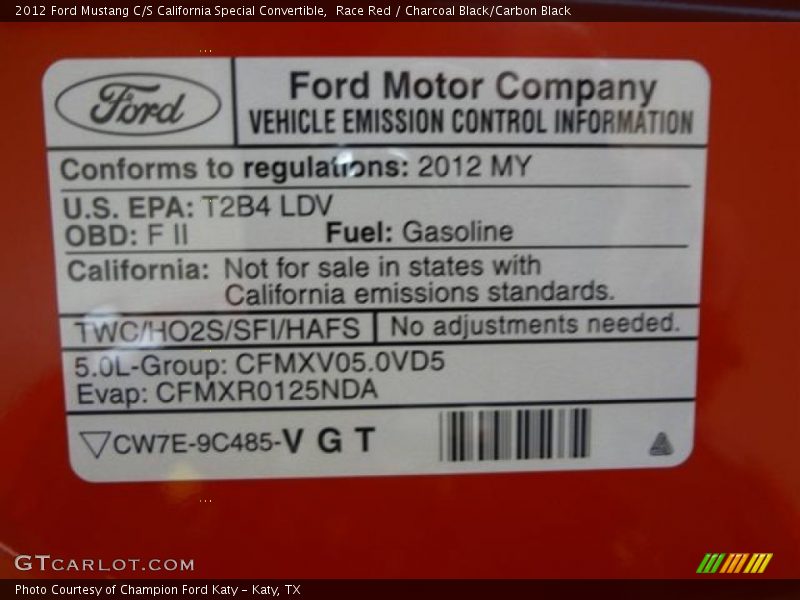 2012 Ford Mustang C/S California Special Convertible,  Race Red / Charcoal Black/Carbon Black
Ford
Ford Motor Company
VEHICLE EMISSION CONTROL INFORMATION
Conforms to regulations: 2012 MY
U.S. EPA: T2B4 LDV
OBD: F II Fuel: Gasoline
California: Not for sale in states with
California emissions standards.
TWC/HO2S/SFI/HAFS No adjustments needed.
5.0L-Group: CFMXV05.0VD5
Evap: CFMXR0125NDA
CW7E-9C485-V G T
GTCARLOT.COM
Photo Courtesy of Champion Ford Katy - Katy, TX